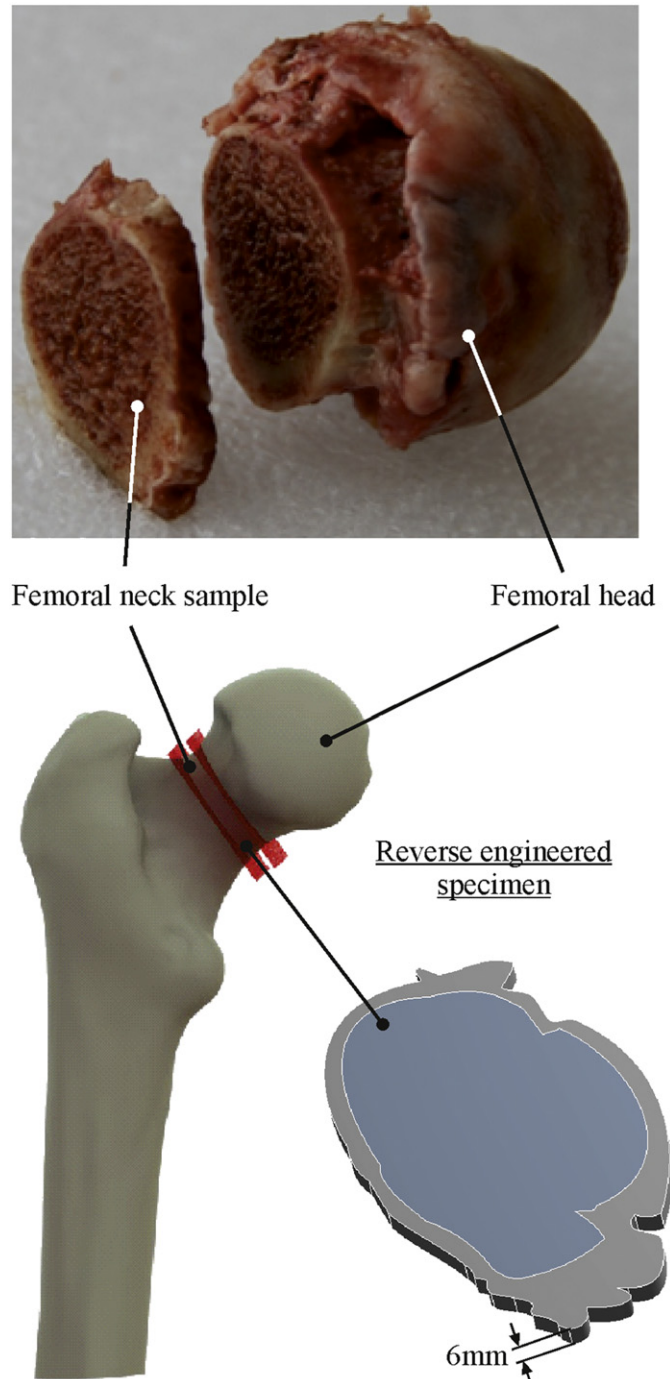 Femoral neck sample
Femoral head
Reverse engineered
specimen
6mm